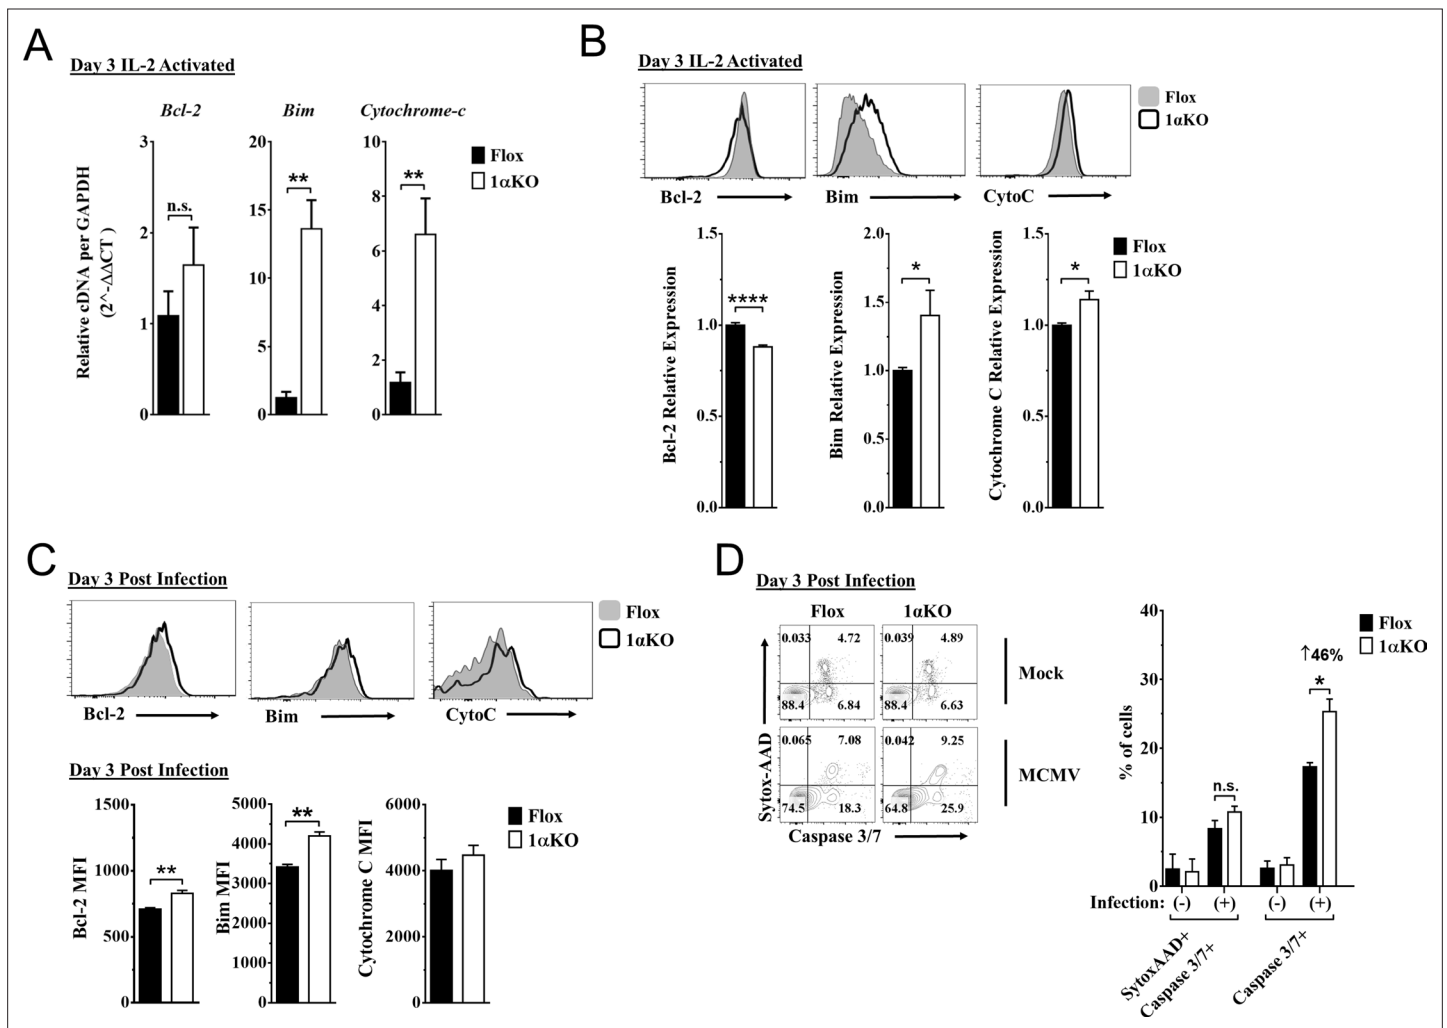 A
Day 3 IL-2 Activated
Bcl-2
Bim
Cytochrome-c
Relative cDNA per GAPDH
(2^-ΔΔCT )
3
2
1
0
n.s.
20
15
10
5
0
**
10
8
6
4
2
0
**
Flox
1αKO
B
Day 3 IL-2 Activated
Bcl-2
Bim
CytoC
Flox
1αKO
Bcl-2 Relative Expression
1.5
1.0
0.5
0.0
****
Bim Relative Expression
2.0
1.5
1.0
0.5
0.0
*
Cytochrome C Relative Expression
1.5
1.0
0.5
0.0
*
Flox
1αKO
C
Day 3 Post Infection
Bcl-2
Bim
CytoC
Flox
1αKO
Day 3 Post Infection
Bcl-2 MFI
1500
1000
500
0
**
Bim MFI
5000
4000
3000
2000
1000
0
**
Cytochrome C MFI
6000
4000
2000
0
Flox
1αKO
D
Day 3 Post Infection
Flox
1αKO
0.033
4.72
88.4
6.84
0.039
4.89
88.4
6.63
Mock
0.065
7.08
74.5
18.3
0.042
9.25
64.8
25.9
MCMV
Sytox-AAD
Caspase 3/7
% of cells
40
30
20
10
0
n.s.
↑46%
*
Flox
1αKO
Infection: (-) (+) (-) (+)
SytoxAAD+
Caspase 3/7+
Caspase 3/7+